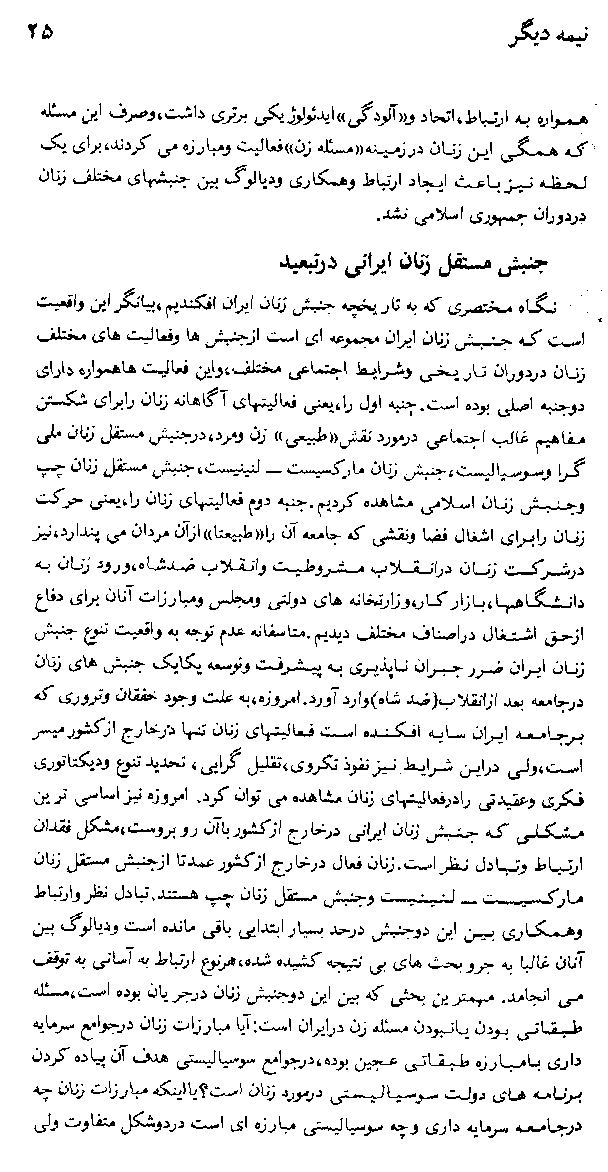 نیمه دیگر ۲۵
همواره به ارتباط، اتحاد و«آلودگی»ایدئولوژیکی برتری داشت، وصرف این مسئله
که همگی این زنان درزمینه«مسئله زن»فعالیت ومبارزه می کردند، برای یک
لحظه نیز باعث ایجاد ارتباط وهمکاری ودیالوگ بین جنبشهای مختلف زنان
دردوران جمهوری اسلامی نشد.
جنبش مستقل زنان ایرانی درتبعید
نگاه مختصری که به تاریخچه جنبش زنان ایران افکندیم، بیانگر این واقعیت
است که جنبش زنان ایران مجموعه ای است ازجنبش ها وفعالیت های مختلف
زنان دردوران تاریخی وشرایط اجتماعی مختلف، واین فعالیت هاهمواره دارای
دوجنبه اصلی بوده است. جنبه اول را، یعنی فعالیتهای آگاهانه زنان رابرای شکستن
مفاهیم غالب اجتماعی درمورد نقش«طبیعی» زن ومرد، درجنبش مستقل زنان ملی
گرا وسوسیالیست، جنبش زنان مارکسیست ــ لنینیست، جنبش مستقل زنان چپ
وجنبش زنان اسلامی مشاهده کردیم. جنبه دوم فعالیتهای زنان را، یعنی حرکت
زنان رابرای اشغال فضا ونقشی که جامعه آن را«طبیعتا»ازآن مردان می پندارد، نیز
درشرکت زنان درانقلاب مشروطیت وانقلاب ضدشاه، ورود زنان به
دانشگاهها، بازارکار، وزارتخانه های دولتی ومجلس ومبارزات آنان برای دفاع
ازحق اشتغال دراصناف مختلف دیدیم. متاسفانه عدم توجه به واقعیت تنوع جنبش
زنان ایران ضرر جبران ناپذیری به پیشرفت وتوسعه یکایک جنبش های زنان
درجامعه بعد ازانقلاب(ضد شاه)وارد آورد. امروزه، به علت وجود خفقان وتروری که
برجامعه ایران سایه افکنده است فعالیتهای زنان تنها درخارج ازکشور میسر
است، ولی دراین شرایط نیز نفوذ تکروی، تقلیل گرایی، تحدید تنوع ودیکتاتوری
فکری وعقیدتی رادرفعالیتهای زنان مشاهده می توان کرد. امروزه نیز اساسی ترین
مشکلی که جنبش زنان ایرانی درخارج ازکشور باآن رو بروست، مشکل فقدان
ارتباط وتبادل نظر است. زنان فعال درخارج ازکشور عمدتا ازجنبش مستقل زنان
مارکسیست ــ لنینیست وجنبش مستقل زنان چپ هستند. تبادل نظر وارتباط
وهمکاری بین این دوجنبش درحد بسیار ابتدایی باقی مانده است ودیالوگ بین
آنان غالبا به جرو بحث های بی نتیجه کشیده شده، هرنوع ارتباط به آسانی به توقف
می انجامد. مهمترین بحثی که بین این دوجنبش زنان درجریان بوده است، مسئله
طبقاتی بودن یانبودن مسئله زن درایران است: آیا مبارزات زنان درجوامع سرمایه
داری بامبارزه طبقاتی عجین بوده، درجوامع سوسیالیستی هدف آن پیاده کردن
برنامه های دولت سوسیالیستی درمورد زنان است؟یااینکه مبارزات زنان چه
درجامعه سرمایه داری وچه سوسیالیستی مبارزه ای است دردوشکل متفاوت ولی